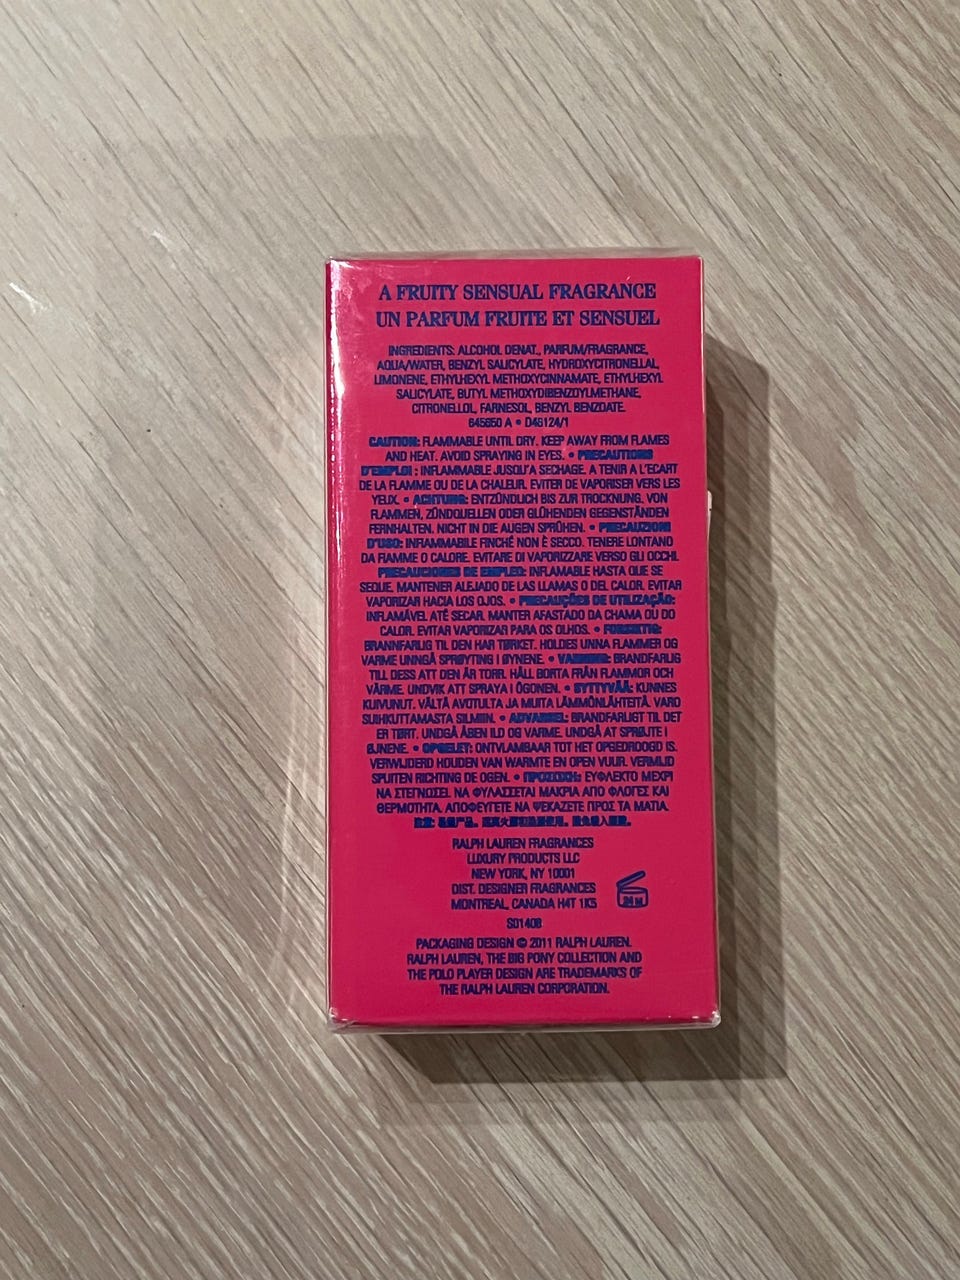 A FRUITY SENSUAL FRAGRANCE
UN PARFUM FRUITE ET SENSUEL
INGREDIENTS: ALCOHOL DENAT., PARFUM/FRAGRANCE,
AQUA/WATER, BENZYL SALICYLATE, HYDROXYCITRONELLAL,
LIMONENE, ETHYLHEXYL METHOXYCINNAMATE, ETHYLHEXYL
SALICYLATE, BUTYL METHOXYDIBENZOYLMETHANE,
CITRONELLOL, FARNESOL, BENZYL BENZOATE.
645650 A • D46124/1
CAUTION: FLAMMABLE UNTIL DRY. KEEP AWAY FROM FLAMES
AND HEAT. AVOID SPRAYING IN EYES. • PRECAUTIONS
D'EMPLOI : INFLAMMABLE JUSQU'A SECHAGE. A TENIR A L'ECART
DE LA FLAMME OU DE LA CHALEUR. EVITER DE VAPORISER VERS LES
YEUX. • ACHTUNG: ENTZÜNDLICH BIS ZUR TROCKNUNG. VON
FLAMMEN, ZÜNDQUELLEN ODER GLÜHENDEN GEGENSTÄNDEN
FERNHALTEN. NICHT IN DIE AUGEN SPRÜHEN. • PRECAUZIONI
D'USO: INFIAMMABILE FINCHÉ NON È SECCO. TENERE LONTANO
DA FIAMME O CALORE. EVITARE DI VAPORIZZARE VERSO GLI OCCHI.
PRECAUCIONES DE EMPLEO: INFLAMABLE HASTA QUE SE
SEQUE. MANTENER ALEJADO DE LAS LLAMAS O DEL CALOR. EVITAR
VAPORIZAR HACIA LOS OJOS. • PRECAUÇÕES DE UTILIZAÇÃO:
INFLAMÁVEL ATÉ SECAR. MANTER AFASTADO DA CHAMA OU DO
CALOR. EVITAR VAPORIZAR PARA OS OLHOS. • FORSIKTIG:
BRANNFARLIG TIL DEN HAR TØRKET. HOLDES UNNA FLAMMER OG
VARME UNNGÅ SPRØYTING I ØYNENE. • VARNING: BRANDFARLIG
TILL DESS ATT DEN ÄR TORR. HÅLL BORTA FRÅN FLAMMOR OCH
VÄRME. UNDVIK ATT SPRAYA I ÖGONEN. • SYTTYVÄÄ: KUNNES
KUIVUNUT. VÄLTÄ AVOTULTA JA MUITA LÄMMÖNLÄHTEITÄ. VARO
SUIHKUTTAMASTA SILMIIN. • ADVARSEL: BRANDFARLIGT TIL DET
ER TØRT. UNDGÅ ÅBEN ILD OG VARME. UNDGÅ AT SPRØJTE I
ØJNENE. • OPGELET: ONTVLAMBAAR TOT HET OPGEDROOGD IS.
VERWIJDERD HOUDEN VAN WARMTE EN OPEN VUUR. VERMIJD
SPUITEN RICHTING DE OGEN. • ΠΡΟΣΟΧΗ: ΕΥΦΛΕΚΤΟ ΜΕΧΡΙ
ΝΑ ΣΤΕΓΝΩΣΕΙ. ΝΑ ΦΥΛΑΣΣΕΤΑΙ ΜΑΚΡΙΑ ΑΠΟ ΦΛΟΓΕΣ ΚΑΙ
ΘΕΡΜΟΤΗΤΑ. ΑΠΟΦΕΥΓΕΤΕ ΝΑ ΨΕΚΑΖΕΤΕ ΠΡΟΣ ΤΑ ΜΑΤΙΑ.
RALPH LAUREN FRAGRANCES
LUXURY PRODUCTS LLC
NEW YORK, NY 10001
DIST. DESIGNER FRAGRANCES
MONTREAL, CANADA H4T 1K5
24 M
S01408
PACKAGING DESIGN © 2011 RALPH LAUREN.
RALPH LAUREN, THE BIG PONY COLLECTION AND
THE POLO PLAYER DESIGN ARE TRADEMARKS OF
THE RALPH LAUREN CORPORATION.